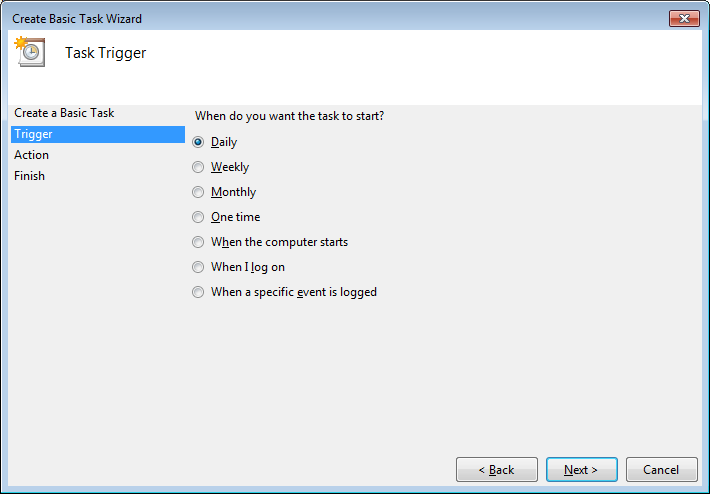 Create Basic Task Wizard
Task Trigger
Create a Basic Task
Trigger
Action
Finish
When do you want the task to start?
Daily
Weekly
Monthly
One time
When the computer starts
When I log on
When a specific event is logged
< Back
Next >
Cancel